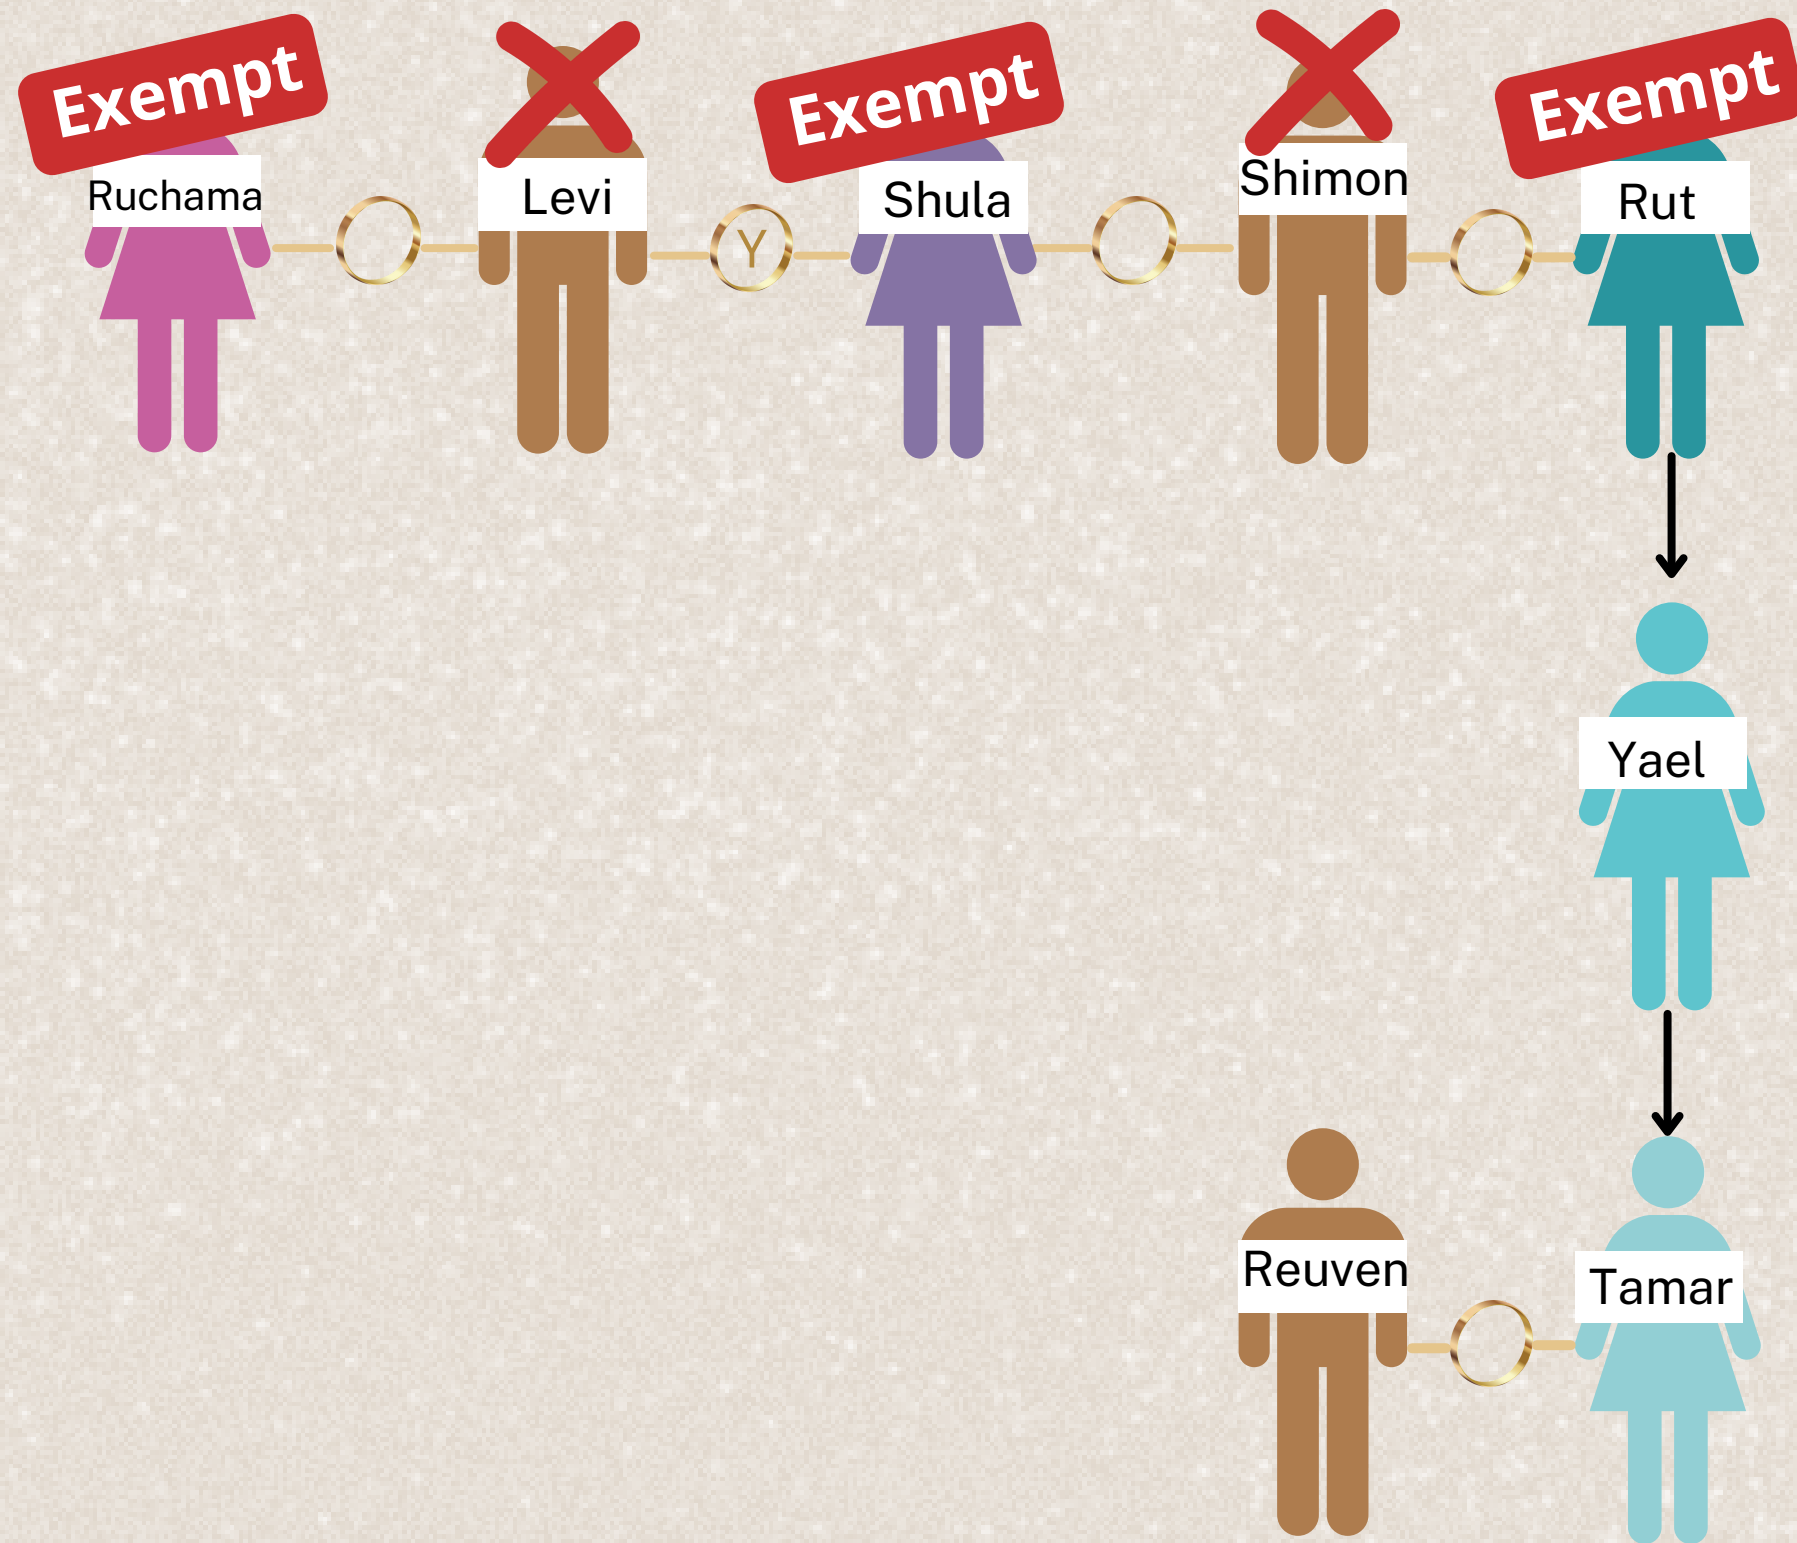 Exempt
Exempt
Exempt
Ruchama
Levi
Shula
Shimon
Rut
Y
Yael
Reuven
Tamar